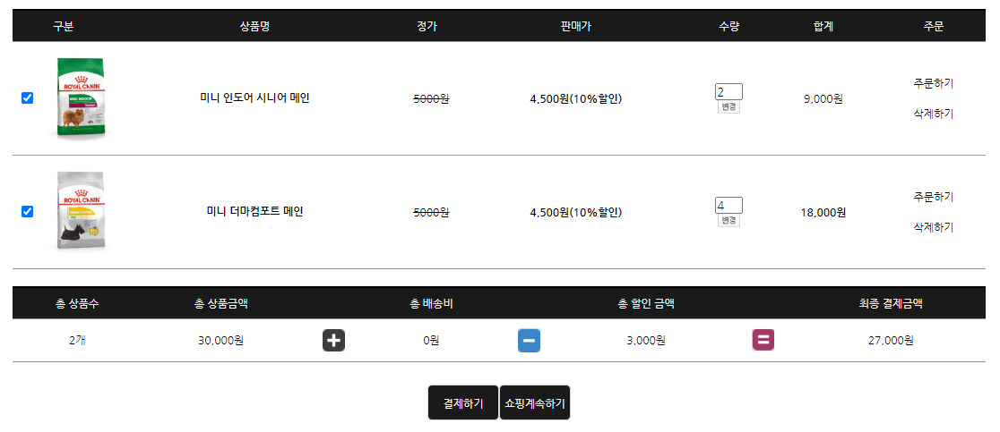 구분 상품명 정가 판매가 수량 합계 주문
ROYAL CANIN
MINI INDOOR
Senior
미니 인도어 시니어 메인 5000원 4,500원(10%할인) 2 9,000원
변경
주문하기
삭제하기
ROYAL CANIN
미니 더마컴포트 메인 5000원 4,500원(10%할인) 4 18,000원
변경
주문하기
삭제하기
총 상품수 총 상품금액 총 배송비 총 할인 금액 최종 결제금액
2개 30,000원 + 0원 - 3,000원 = 27,000원
결제하기 쇼핑계속하기